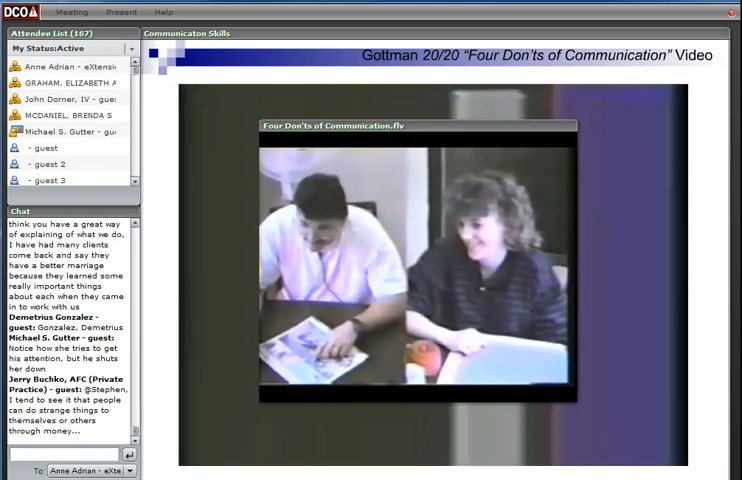 DCO Meeting Present Help
Attendee List (167)
My Status:Active
Anne Adrian - eXtensi
GRAHAM, ELIZABETH A
John Dorner, IV - gue
MCDANIEL, BRENDA S
Michael S. Gutter - gu
- guest
- guest 2
- guest 3
Chat
think you have a great way
of explaining of what we do,
I have had many clients
come back and say they
have a better marriage
because they learned some
really important things
about each when they came
in to work with us
Demetrius Gonzalez -
guest: Gonzalez, Demetrius
Michael S. Gutter - guest:
Notice how she tries to get
his attention, but he shuts
her down
Jerry Buchko, AFC (Private
Practice) - guest: @Stephen,
I tend to see it that people
can do strange things to
themselves or others
through money...
To: Anne Adrian - eXte
Communicaton Skills
Gottman 20/20 “Four Don’ts of Communication” Video
Four Don'ts of Communication.flv